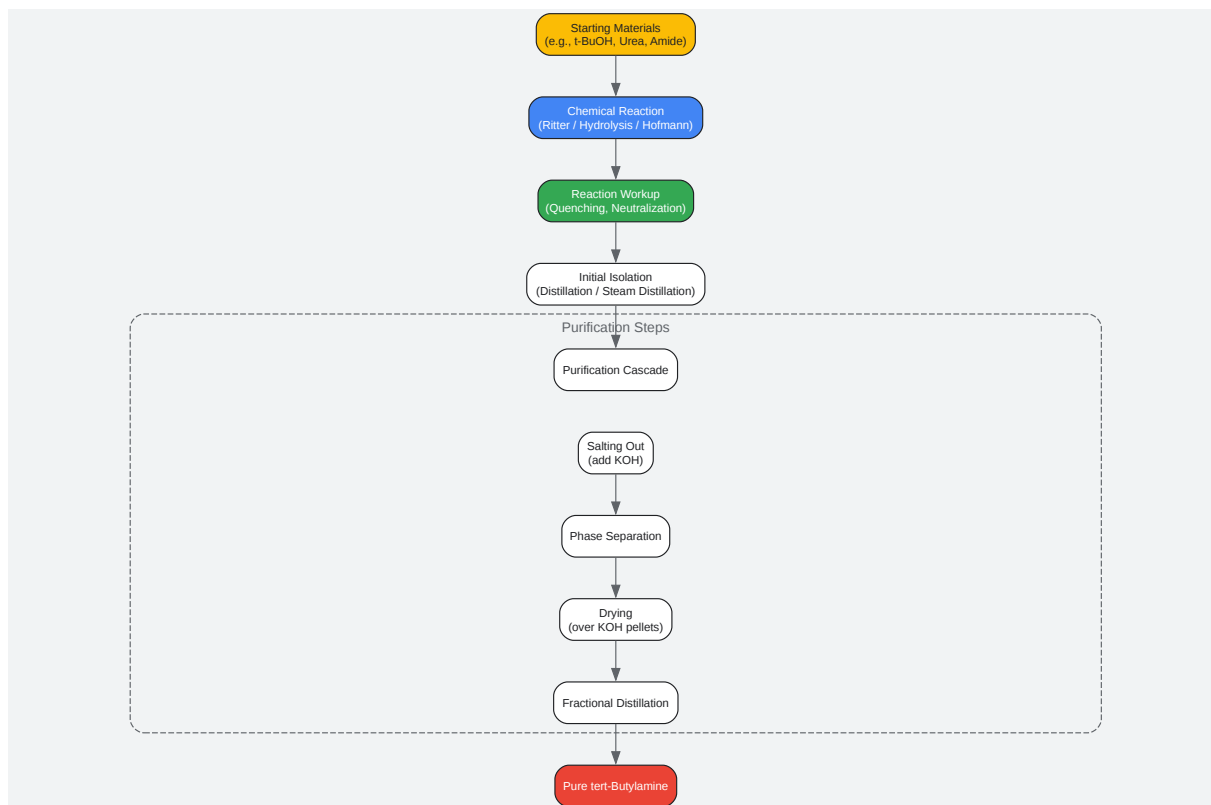 Starting Materials
(e.g., t-BuOH, Urea, Amide)
Chemical Reaction
(Ritter / Hydrolysis / Hofmann)
Reaction Workup
(Quenching, Neutralization)
Initial Isolation
(Distillation / Steam Distillation)
Purification Steps
Purification Cascade
Salting Out
(add KOH)
Phase Separation
Drying
(over KOH pellets)
Fractional Distillation
Pure tert-Butylamine